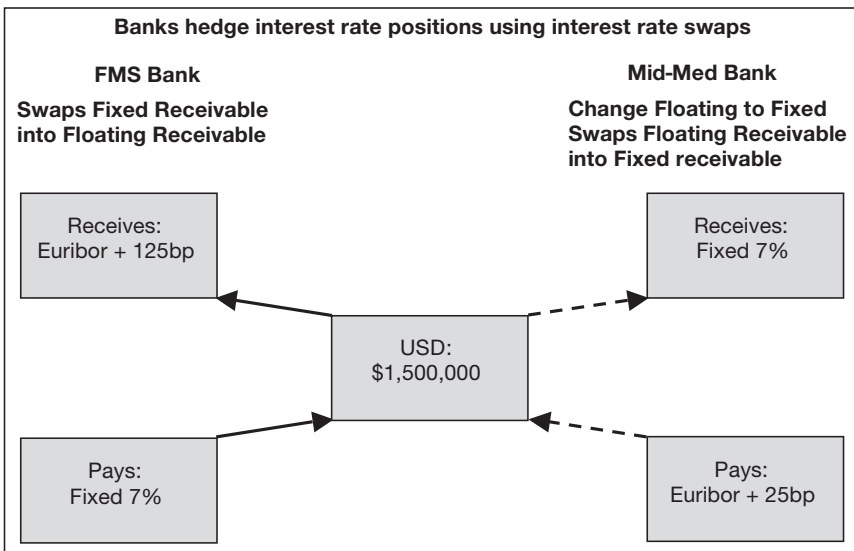 Banks hedge interest rate positions using interest rate swaps
FMS Bank
Swaps Fixed Receivable
into Floating Receivable
Mid-Med Bank
Change Floating to Fixed
Swaps Floating Receivable
into Fixed receivable
Receives:
Euribor + 125bp
Receives:
Fixed 7%
USD:
$1,500,000
Pays:
Fixed 7%
Pays:
Euribor + 25bp